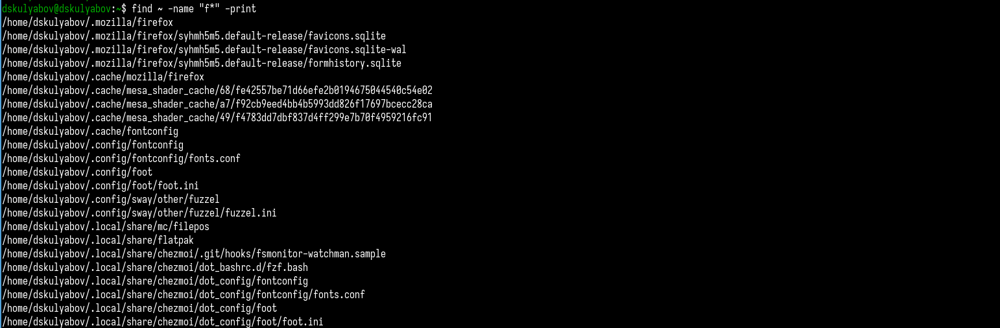 dskulyabov@dskulyabov:~$ find ~ -name "f*" -print
/home/dskulyabov/.mozilla/firefox
/home/dskulyabov/.mozilla/firefox/syhmh5m5.default-release/favicons.sqlite
/home/dskulyabov/.mozilla/firefox/syhmh5m5.default-release/favicons.sqlite-wal
/home/dskulyabov/.mozilla/firefox/syhmh5m5.default-release/formhistory.sqlite
/home/dskulyabov/.cache/mozilla/firefox
/home/dskulyabov/.cache/mesa_shader_cache/68/fe42557be71d66efe2b0194675044540c54e02
/home/dskulyabov/.cache/mesa_shader_cache/a7/f92cb9eed4bb4b5993dd826f17697bcecc28ca
/home/dskulyabov/.cache/mesa_shader_cache/49/f4783dd7dbf837d4ff299e7b70f4959216fc91
/home/dskulyabov/.cache/fontconfig
/home/dskulyabov/.config/fontconfig
/home/dskulyabov/.config/fontconfig/fonts.conf
/home/dskulyabov/.config/foot
/home/dskulyabov/.config/foot/foot.ini
/home/dskulyabov/.config/sway/other/fuzzel
/home/dskulyabov/.config/sway/other/fuzzel/fuzzel.ini
/home/dskulyabov/.local/share/mc/filepos
/home/dskulyabov/.local/share/flatpak
/home/dskulyabov/.local/share/chezmoi/.git/hooks/fsmonitor-watchman.sample
/home/dskulyabov/.local/share/chezmoi/dot_bashrc.d/fzf.bash
/home/dskulyabov/.local/share/chezmoi/dot_config/fontconfig
/home/dskulyabov/.local/share/chezmoi/dot_config/fontconfig/fonts.conf
/home/dskulyabov/.local/share/chezmoi/dot_config/foot
/home/dskulyabov/.local/share/chezmoi/dot_config/foot/foot.ini